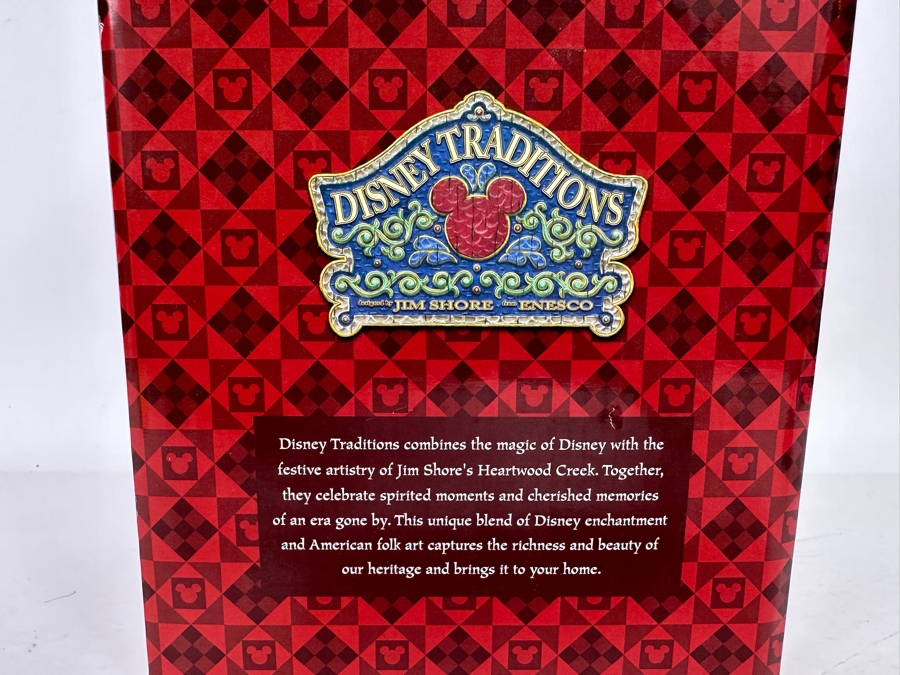 DISNEY TRADITIONS
designed by JIM SHORE from ENESCO
Disney Traditions combines the magic of Disney with the
festive artistry of Jim Shore's Heartwood Creek. Together,
they celebrate spirited moments and cherished memories
of an era gone by. This unique blend of Disney enchantment
and American folk art captures the richness and beauty of
our heritage and brings it to your home.